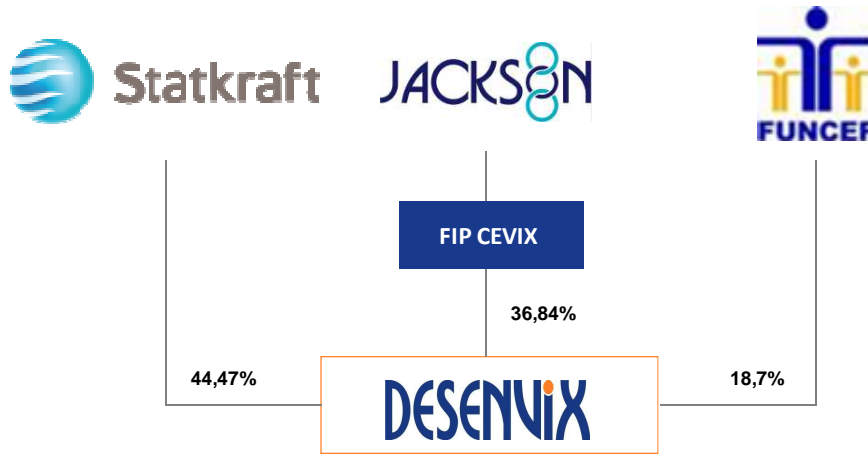 Statkraft
JACKSON
FUNCEF
FIP CEVIX
36,84%
44,47%
18,7%
DESENVIX